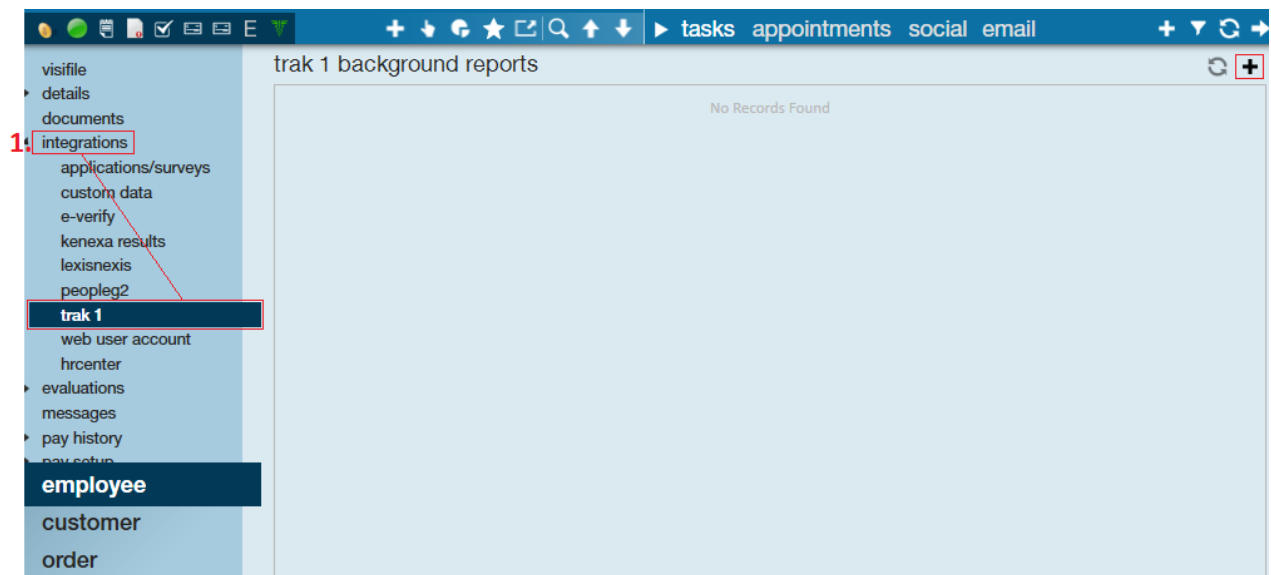 E
tasks appointments social email
visifile
details
documents
1.
integrations
applications/surveys
custom data
e-verify
kenexa results
lexisnexis
peopleg2
trak 1
web user account
hrcenter
evaluations
messages
pay history
pay setup
employee
customer
order
trak 1 background reports
No Records Found